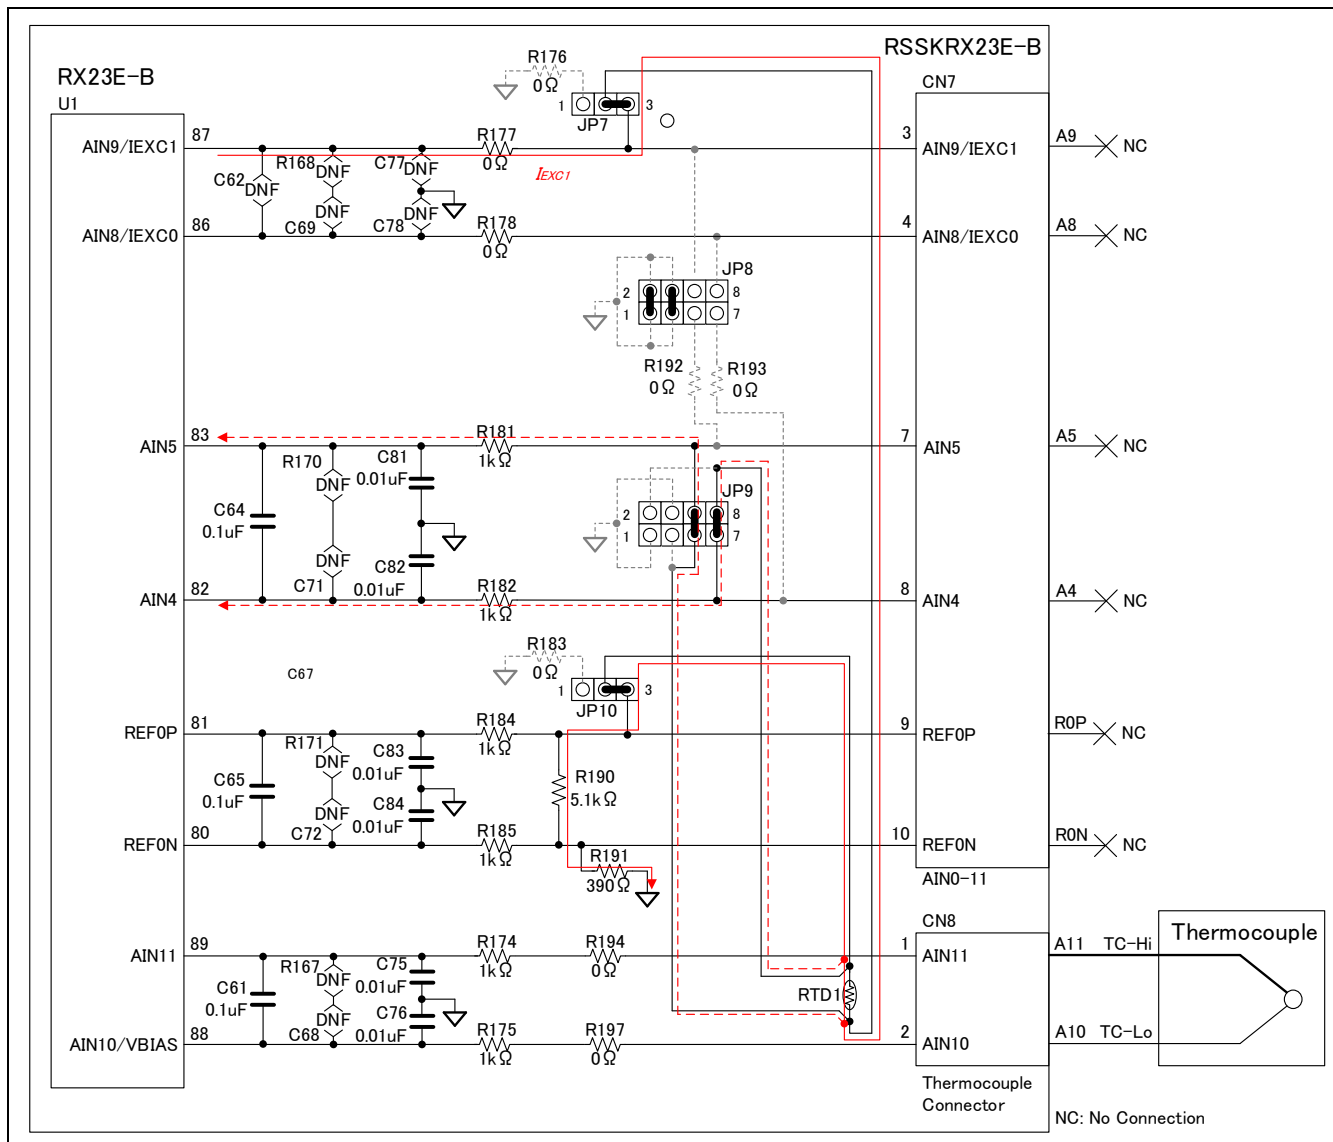 RSSKRX23E-B
RX23E-B
U1
R176
0Ω
1
3
JP7
CN7
87
AIN9/IEXC1
R177
0Ω
IEXC1
3
AIN9/IEXC1
A9
NC
C62
DNF
R168
DNF
DNF
C69
C77
DNF
DNF
C78
86
AIN8/IEXC0
R178
0Ω
4
AIN8/IEXC0
A8
NC
JP8
2
8
1
7
R192
0Ω
R193
0Ω
83
AIN5
R181
1kΩ
7
AIN5
A5
NC
R170
DNF
C81
0.01uF
C64
0.1uF
JP9
2
8
1
7
DNF
C71
C82
0.01uF
82
AIN4
R182
1kΩ
8
AIN4
A4
NC
R183
0Ω
C67
1
3
JP10
81
REF0P
R184
1kΩ
9
REF0P
R0P
NC
R171
DNF
C83
0.01uF
C65
0.1uF
R190
5.1kΩ
DNF
C72
C84
0.01uF
80
REF0N
R185
1kΩ
10
REF0N
R0N
NC
R191
390Ω
AIN0-11
CN8
89
AIN11
R174
1kΩ
R194
0Ω
1
AIN11
A11
TC-Hi
Thermocouple
R167
DNF
C75
0.01uF
C61
0.1uF
RTD1
DNF
C68
C76
0.01uF
88
AIN10/VBIAS
R175
1kΩ
R197
0Ω
2
AIN10
A10
TC-Lo
Thermocouple
Connector
NC: No Connection